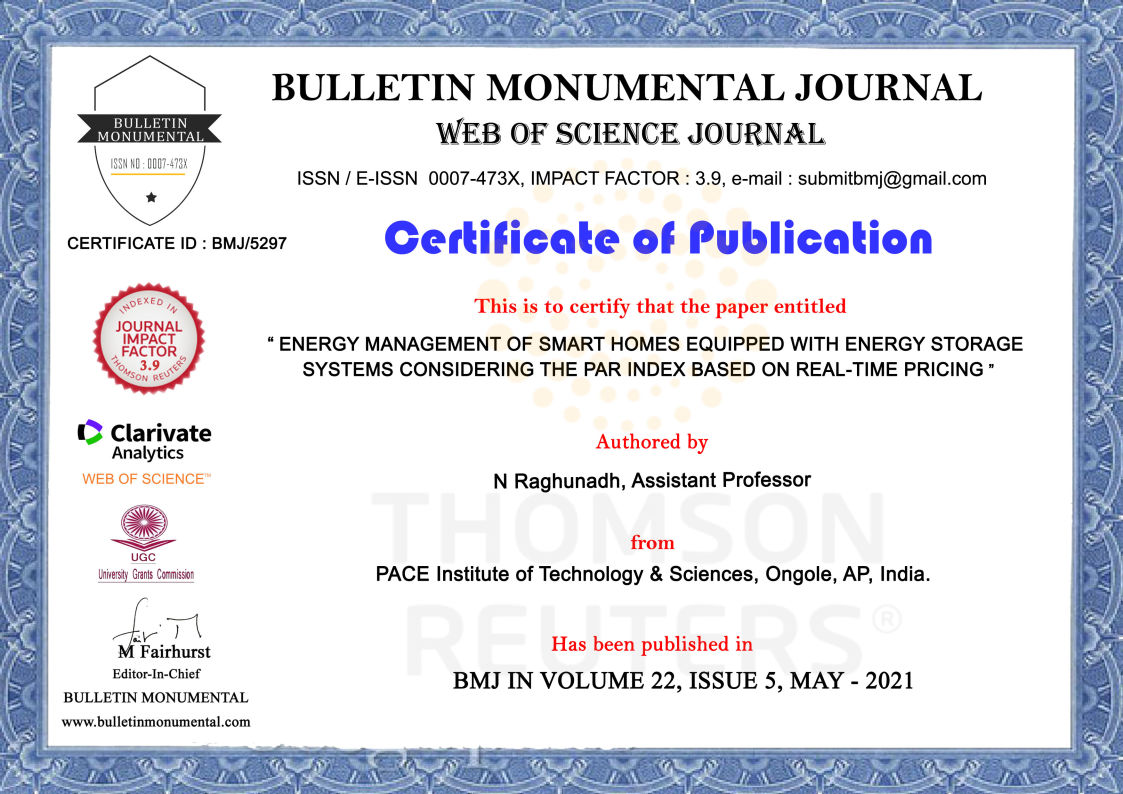 BULLETIN MONUMENTAL JOURNAL
WEB OF SCIENCE JOURNAL
ISSN / E-ISSN 0007-473X, IMPACT FACTOR : 3.9, e-mail : submitbmj@gmail.com
BULLETIN
MONUMENTAL
ISSN NO : 0007-473X
CERTIFICATE ID : BMJ/5297
Certificate of Publication
This is to certify that the paper entitled
“ ENERGY MANAGEMENT OF SMART HOMES EQUIPPED WITH ENERGY STORAGE
SYSTEMS CONSIDERING THE PAR INDEX BASED ON REAL-TIME PRICING ”
Authored by
N Raghunadh, Assistant Professor
from
PACE Institute of Technology & Sciences, Ongole, AP, India.
Has been published in
BMJ IN VOLUME 22, ISSUE 5, MAY - 2021
INDEXED IN
JOURNAL
IMPACT
FACTOR
3.9
THOMSON REUTERS
Clarivate
Analytics
WEB OF SCIENCE™
UGC
University Grants Commission
M Fairhurst
Editor-In-Chief
BULLETIN MONUMENTAL
www.bulletinmonumental.com
THOMSON
REUTERS®